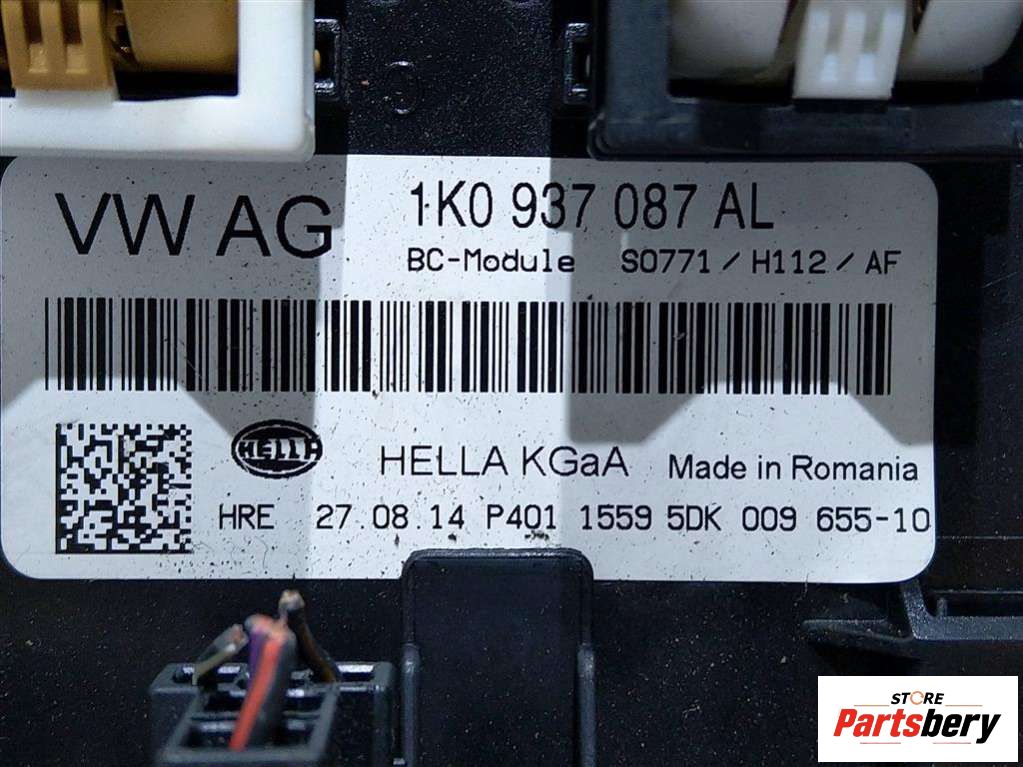 VW AG 1K0 937 087 AL
BC-Module S0771 / H112 / AF
HELLA HELLA KGaA Made in Romania
HRE 27.08.14 P401 1559 5DK 009 655-10
STORE
Partsbery